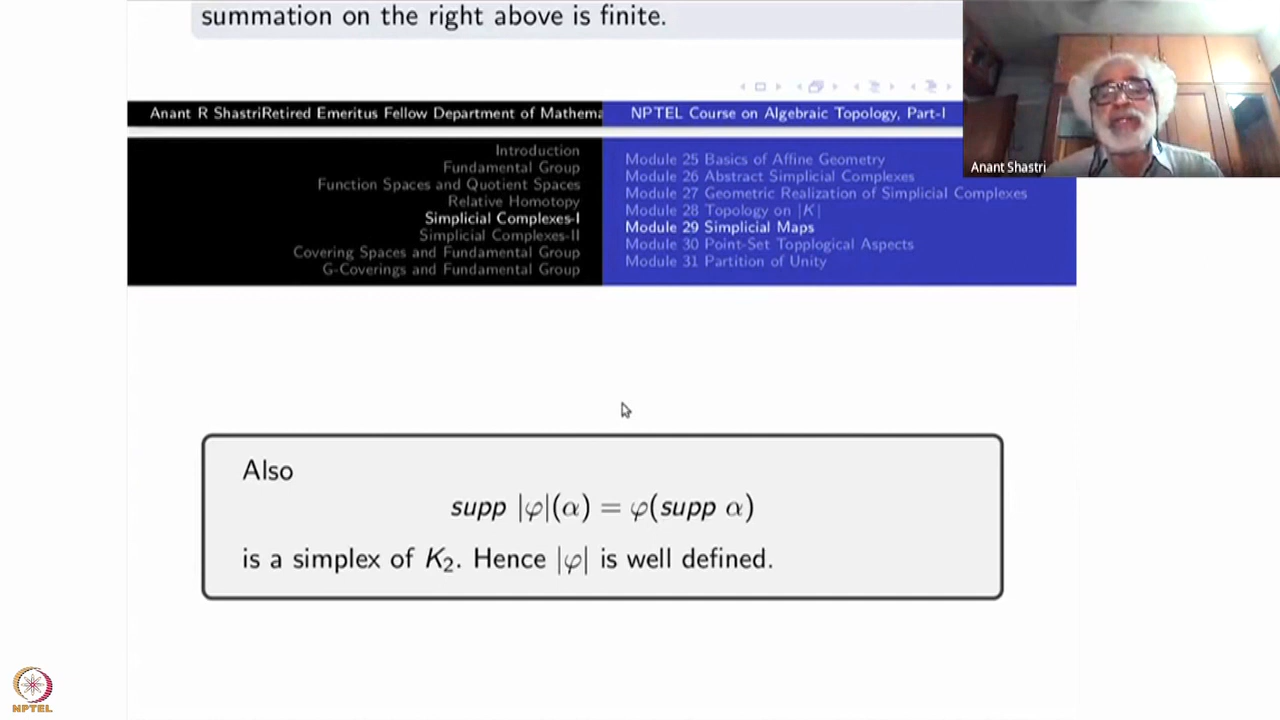 summation on the right above is finite.
Anant R ShastriRetired Emeritus Fellow Department of Mathema
NPTEL Course on Algebraic Topology, Part-I
Introduction
Fundamental Group
Function Spaces and Quotient Spaces
Relative Homotopy
Simplicial Complexes-I
Simplicial Complexes-II
Covering Spaces and Fundamental Group
G-Coverings and Fundamental Group
Module 25 Basics of Affine Geometry
Module 26 Abstract Simplicial Complexes
Module 27 Geometric Realization of Simplicial Complexes
Module 28 Topology on |K|
Module 29 Simplicial Maps
Module 30 Point-Set Topplogical Aspects
Module 31 Partition of Unity
Anant Shastri
Also
supp |φ|(α) = φ(supp α)
is a simplex of K₂. Hence |φ| is well defined.
NPTEL